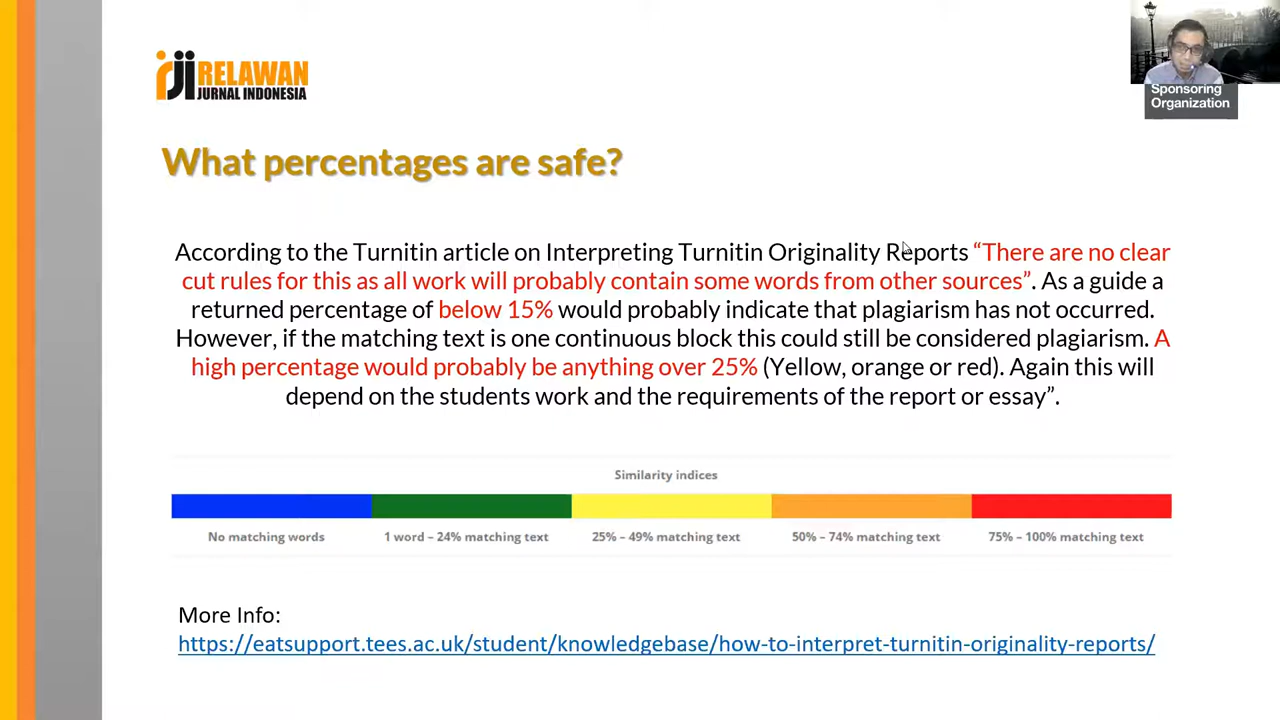 RELAWAN
JURNAL INDONESIA
Sponsoring
Organization
What percentages are safe?
According to the Turnitin article on Interpreting Turnitin Originality Reports “There are no clear
cut rules for this as all work will probably contain some words from other sources”. As a guide a
returned percentage of below 15% would probably indicate that plagiarism has not occurred.
However, if the matching text is one continuous block this could still be considered plagiarism. A
high percentage would probably be anything over 25% (Yellow, orange or red). Again this will
depend on the students work and the requirements of the report or essay”.
Similarity indices
No matching words
1 word – 24% matching text
25% – 49% matching text
50% – 74% matching text
75% – 100% matching text
More Info:
https://eatsupport.tees.ac.uk/student/knowledgebase/how-to-interpret-turnitin-originality-reports/